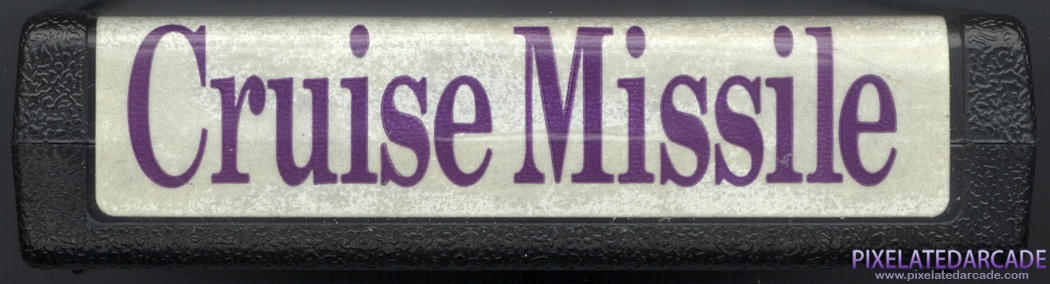 Cruise Missile
PIXELATEDARCADE
www.pixelatedarcade.com